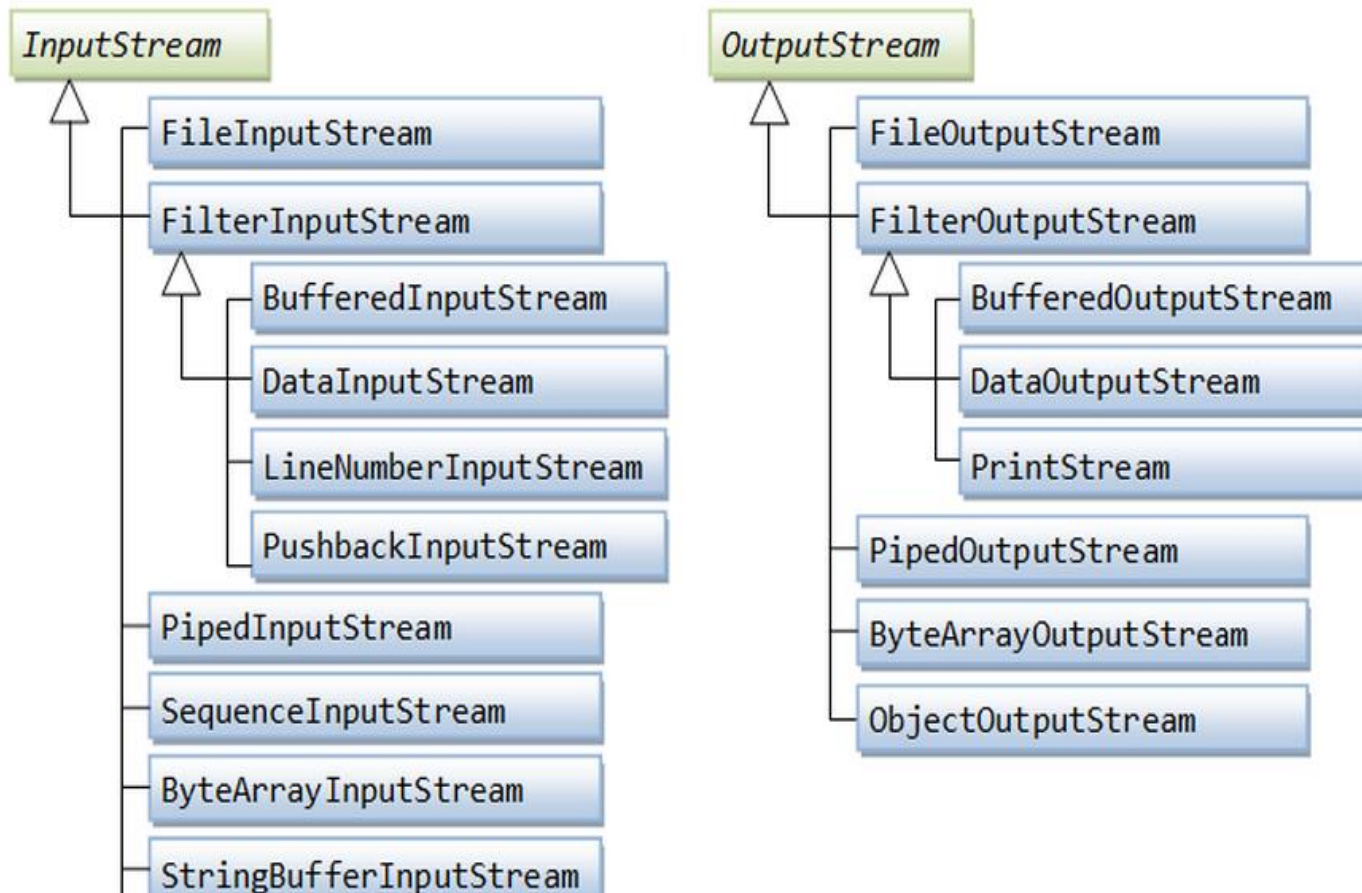 InputStream
FileInputStream
FilterInputStream
BufferedInputStream
DataInputStream
LineNumberInputStream
PushbackInputStream
PipedInputStream
SequenceInputStream
ByteArrayInputStream
StringBufferInputStream
OutputStream
FileOutputStream
FilterOutputStream
BufferedOutputStream
DataOutputStream
PrintStream
PipedOutputStream
ByteArrayOutputStream
ObjectOutputStream